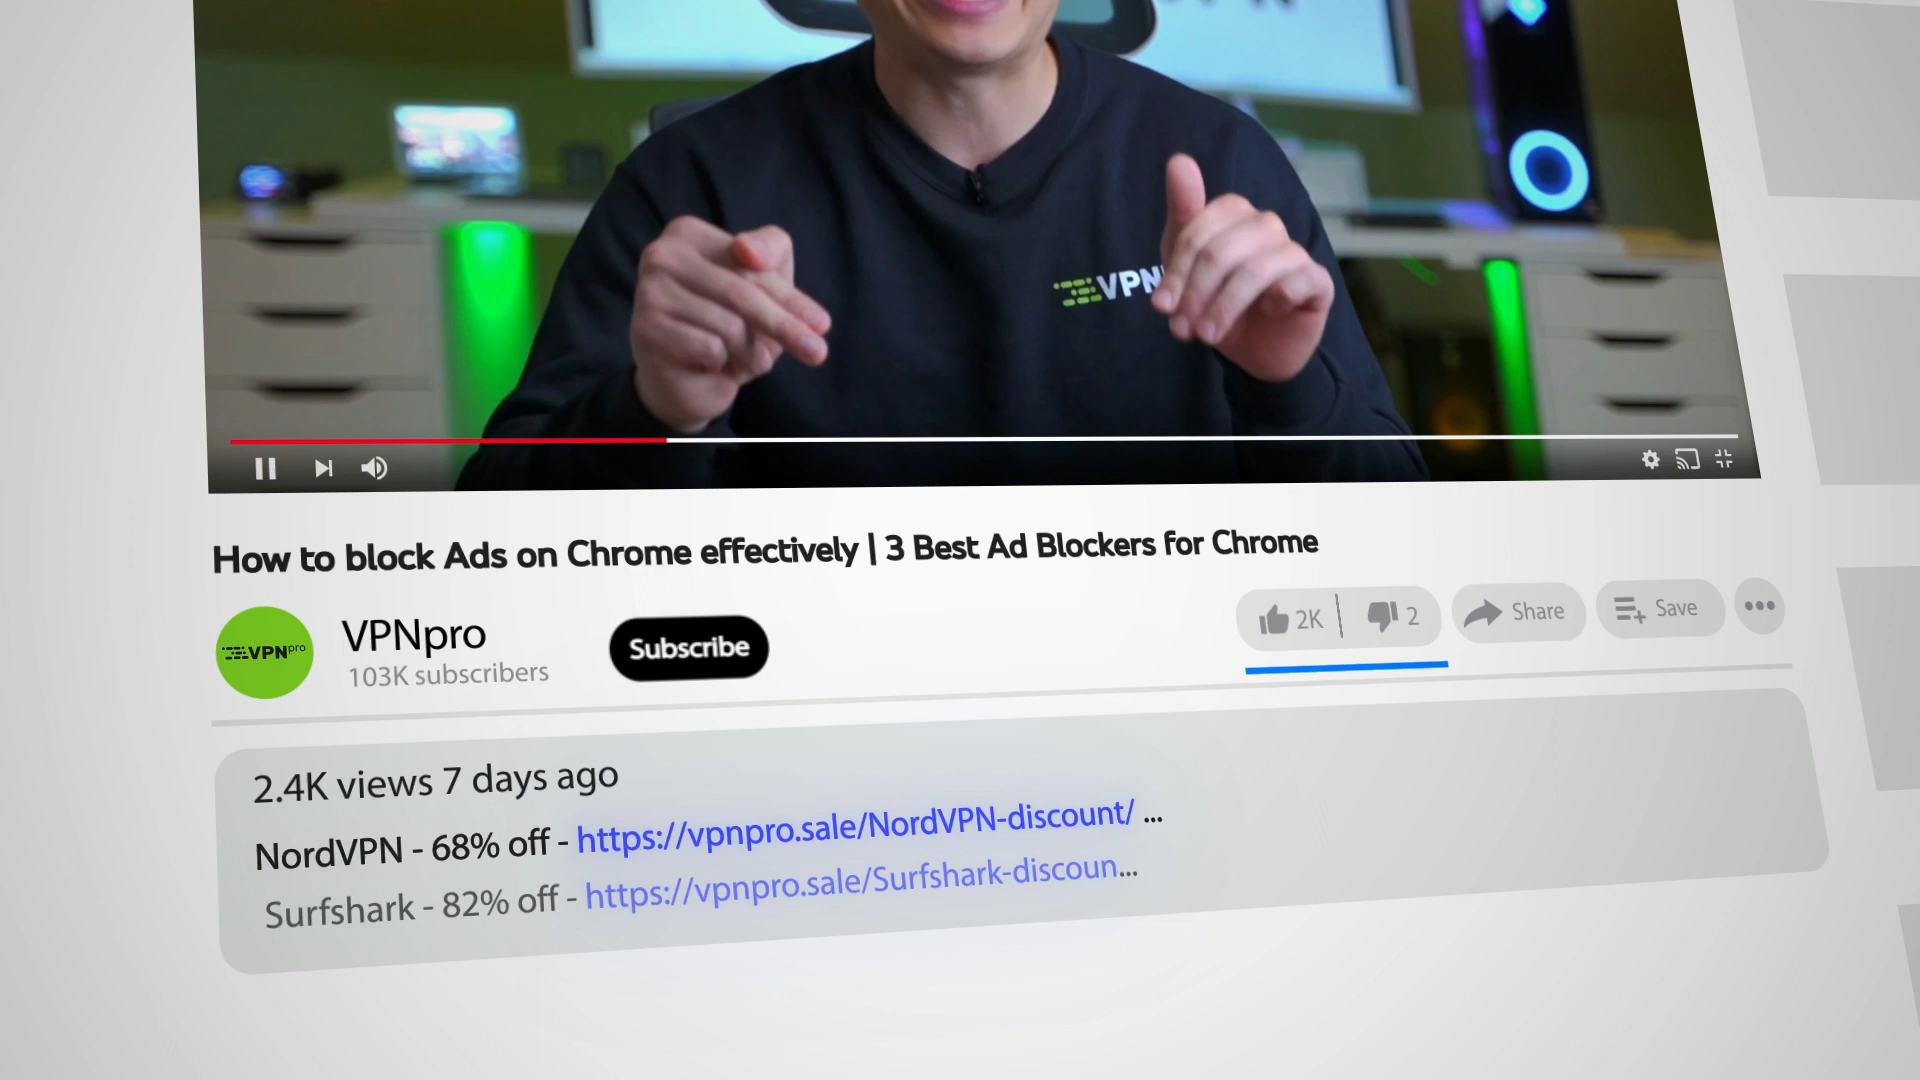 VPN
How to block Ads on Chrome effectively | 3 Best Ad Blockers for Chrome
VPNpro
VPNpro
103K subscribers
Subscribe
2K
2
Share
Save
2.4K views 7 days ago
NordVPN - 68% off - https://vpnpro.sale/NordVPN-discount/ ...
Surfshark - 82% off - https://vpnpro.sale/Surfshark-discoun...